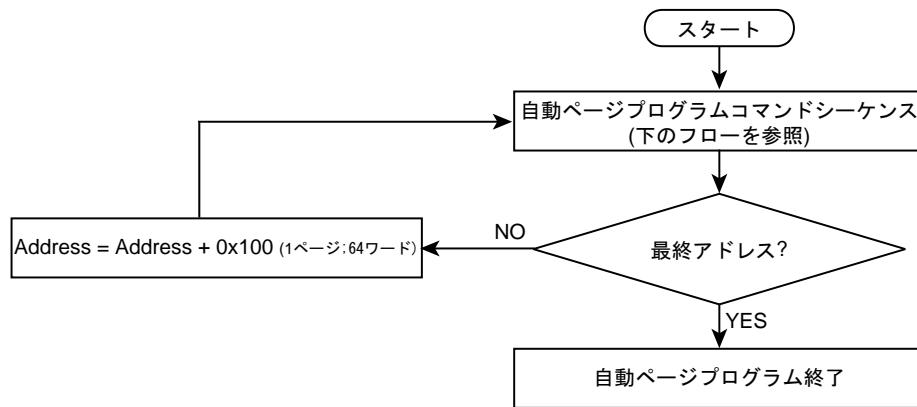 スタート
自動ページプログラムコマンドシーケンス
(下のフローを参照)
最終アドレス?
NO
Address = Address + 0x100 (1ページ;64ワード)
YES
自動ページプログラム終了